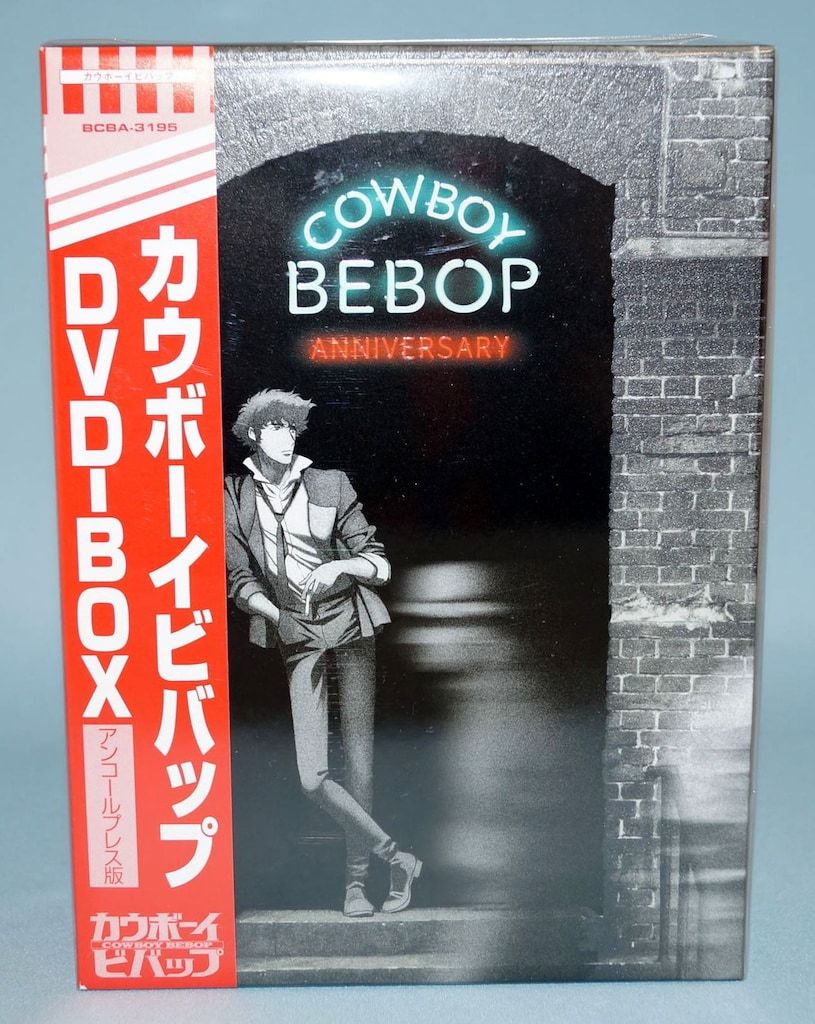 カウボーイビバップ
BCBA-3195
カウボーイビバップ
DVD-BOX
アンコールプレス版
カウボーイ
COWBOY BEBOP
ビバップ
COWBOY
BEBOP
ANNIVERSARY